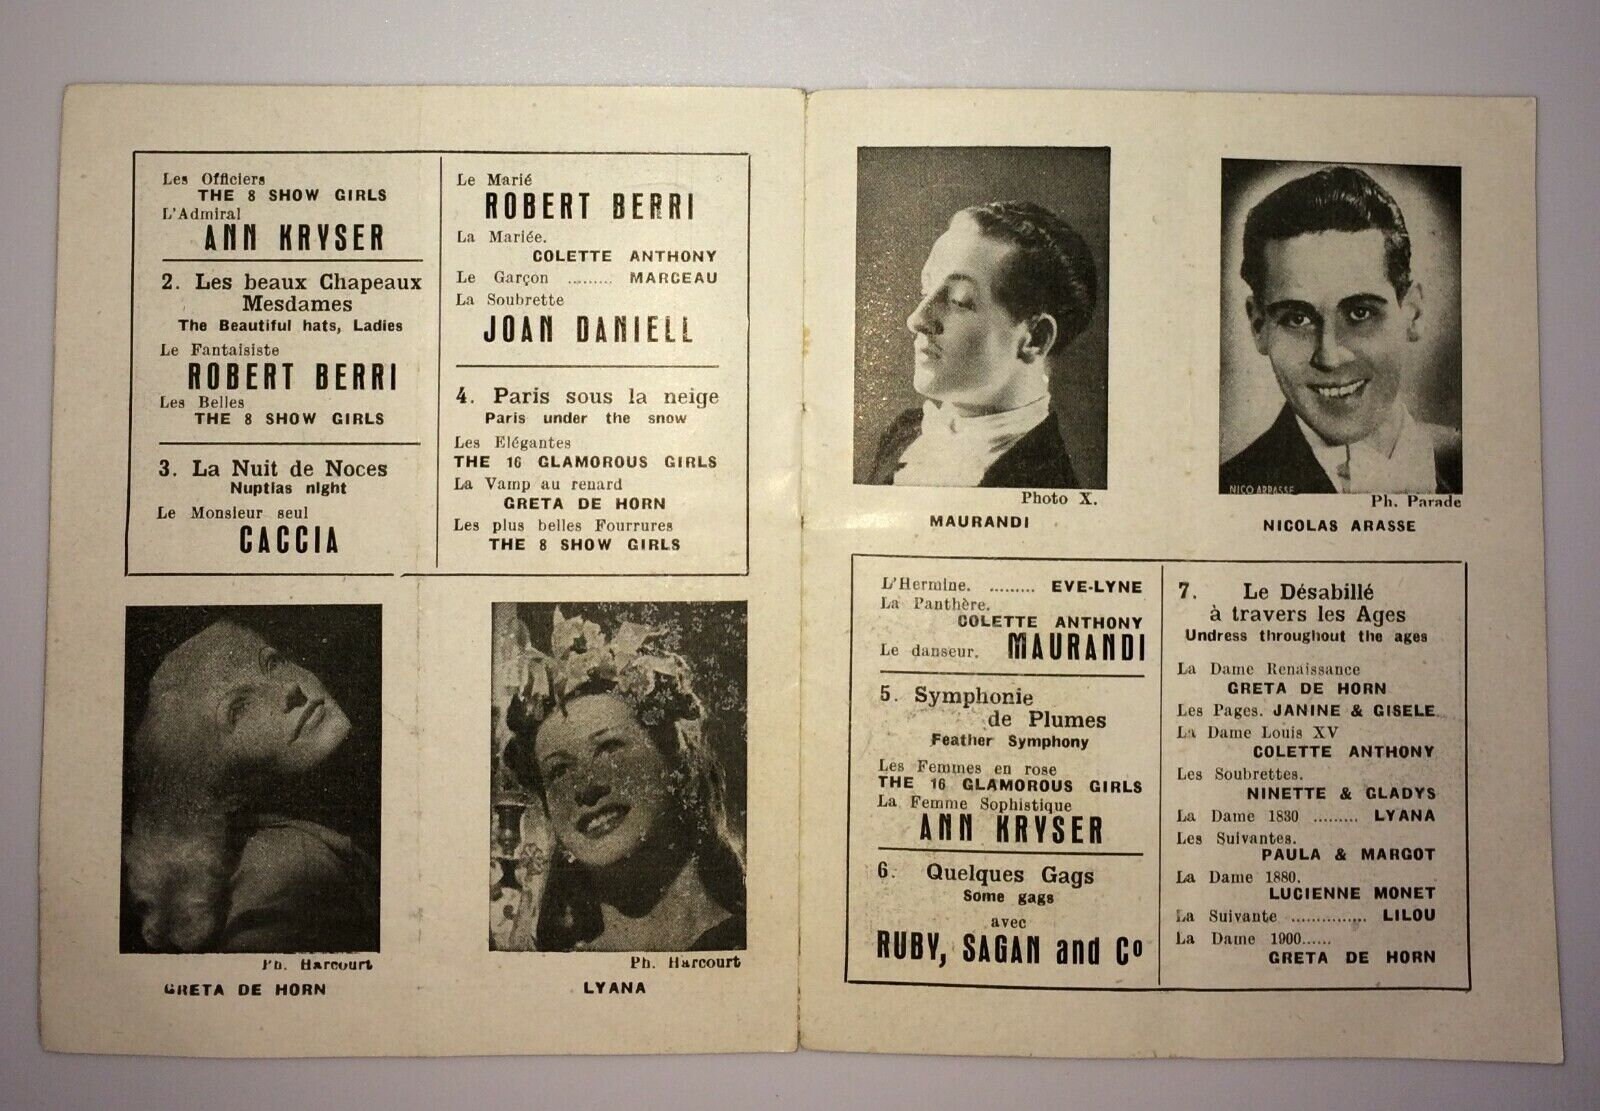 Les Officiers
THE 8 SHOW GIRLS
L'Admiral
ANN KRYSER
2. Les beaux Chapeaux
Mesdames
The Beautiful hats, Ladies
Le Fantaisiste
ROBERT BERRI
Les Belles
THE 8 SHOW GIRLS
3. La Nuit de Noces
Nuptias night
Le Monsieur seul
CACCIA
Le Marié
ROBERT BERRI
La Mariée.
COLETTE ANTHONY
Le Garçon ......... MARCEAU
La Soubrette
JOAN DANIELL
4. Paris sous la neige
Paris under the snow
Les Elégantes
THE 16 GLAMOROUS GIRLS
La Vamp au renard
GRETA DE HORN
Les plus belles Fourrures
THE 8 SHOW GIRLS
Ph. Harcourt
GRETA DE HORN
Ph. Harcourt
LYANA
Photo X.
MAURANDI
NICO ARRASSE
Ph. Parade
NICOLAS ARASSE
L'Hermine. ......... EVE-LYNE
La Panthère.
COLETTE ANTHONY
Le danseur. MAURANDI
5. Symphonie
de Plumes
Feather Symphony
Les Femmes en rose
THE 16 GLAMOROUS GIRLS
La Femme Sophistique
ANN KRYSER
6. Quelques Gags
Some gags
avec
RUBY, SAGAN and Co
7. Le Désabillé
à travers les Ages
Undress throughout the ages
La Dame Renaissance
GRETA DE HORN
Les Pages. JANINE & GISELE
La Dame Louis XV
COLETTE ANTHONY
Les Soubrettes.
NINETTE & GLADYS
La Dame 1830 ......... LYANA
Les Suivantes.
PAULA & MARGOT
La Dame 1880.
LUCIENNE MONET
La Suivante ............... LILOU
La Dame 1900......
GRETA DE HORN